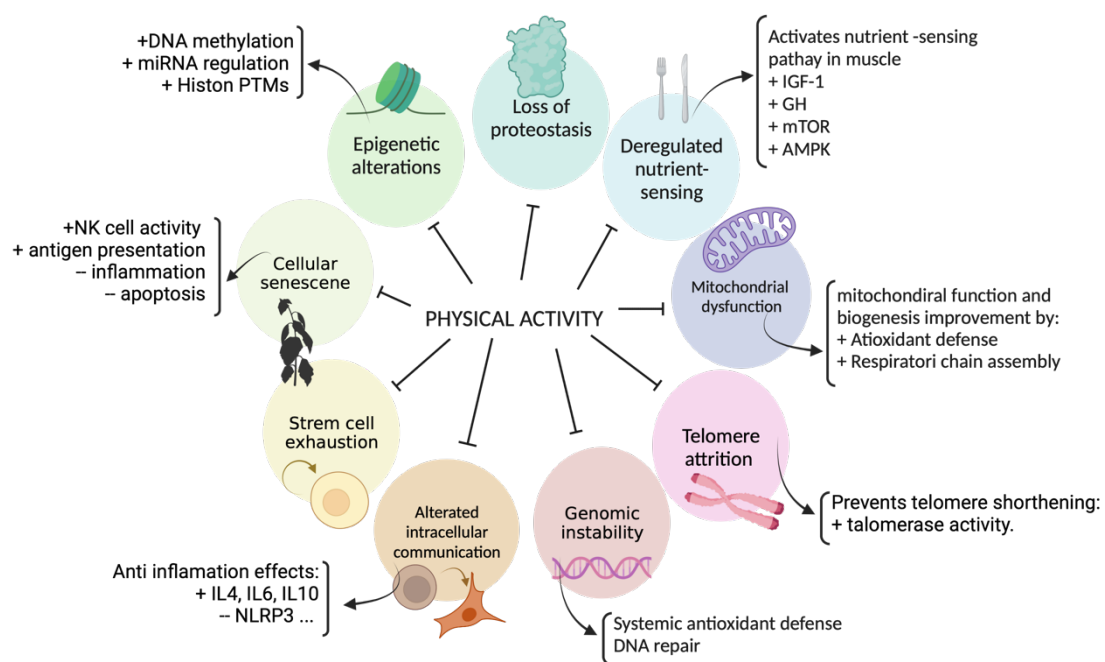 +DNA methylation
+ miRNA regulation
+ Histon PTMs
Epigenetic
alterations
Loss of
proteostasis
Deregulated
nutrient-
sensing
Activates nutrient -sensing
pathay in muscle
+ IGF-1
+ GH
+ mTOR
+ AMPK
+NK cell activity
+ antigen presentation
-- inflammation
-- apoptosis
Cellular
senescene
PHYSICAL ACTIVITY
Mitochondrial
dysfunction
mitochondiral function and
biogenesis improvement by:
+ Atioxidant defense
+ Respiratori chain assembly
Strem cell
exhaustion
Telomere
attrition
Prevents telomere shortening:
+ talomerase activity.
Alterated
intracellular
communication
Genomic
instability
Anti inflamation effects:
+ IL4, IL6, IL10
-- NLRP3 ...
Systemic antioxidant defense
DNA repair